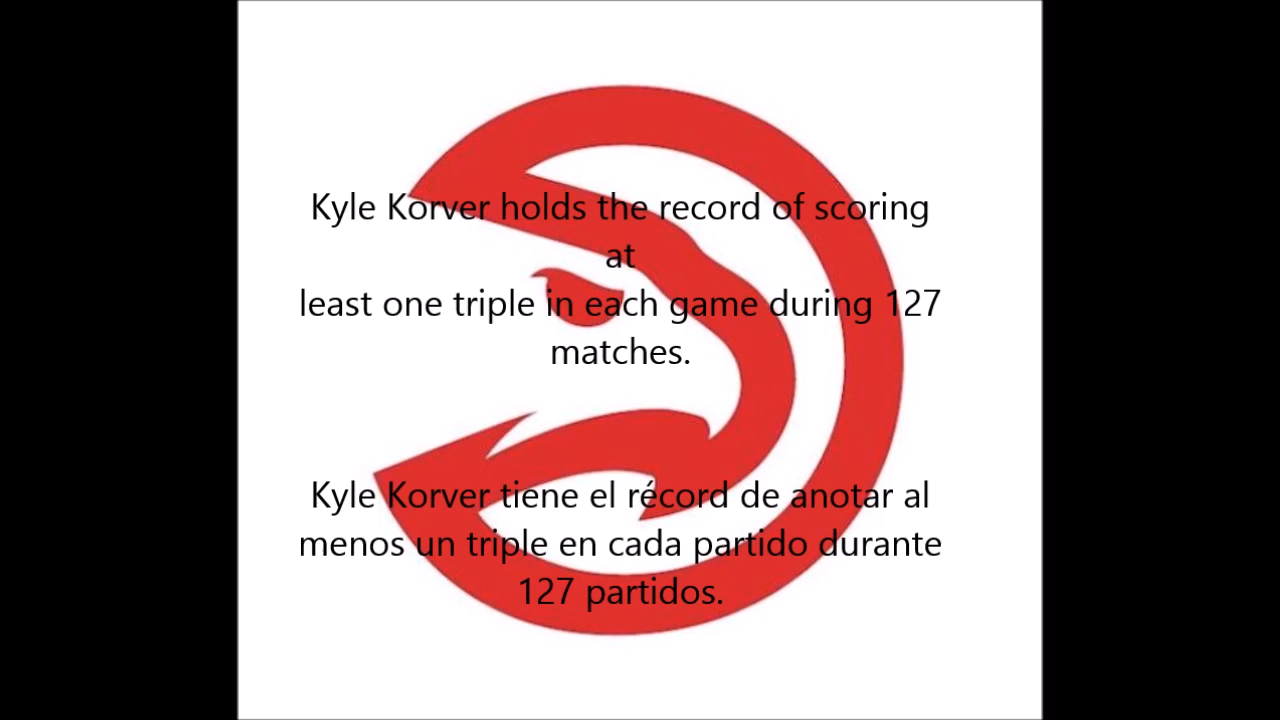 Kyle Korver holds the record of scoring
at
least one triple in each game during 127
matches.
Kyle Korver tiene el récord de anotar al
menos un triple en cada partido durante
127 partidos.